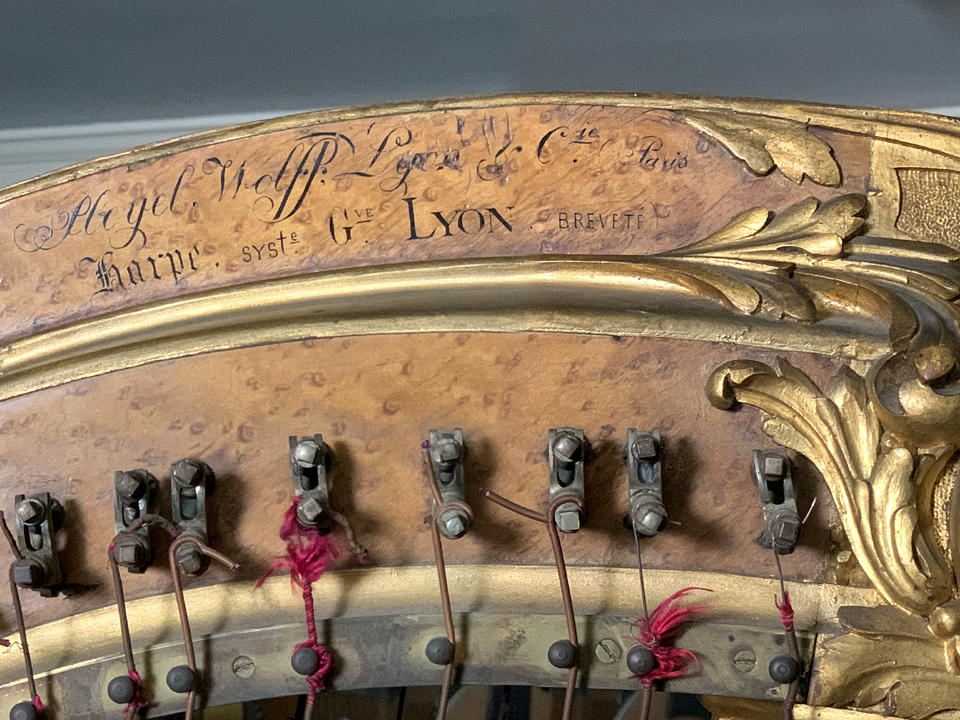 Pleyel. Wolff. Lyon & Cie. Paris
Harpe. SYSte. GVE. LYON. BREVETÉ